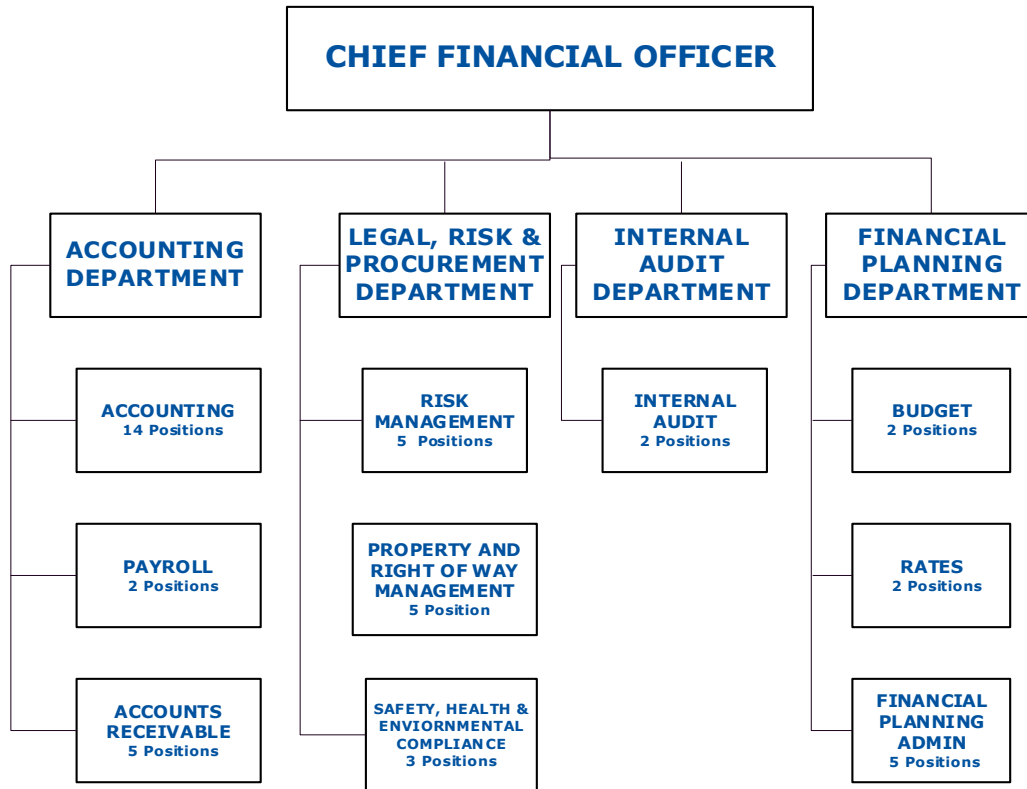 CHIEF FINANCIAL OFFICER
ACCOUNTING
DEPARTMENT
LEGAL, RISK &
PROCUREMENT
DEPARTMENT
INTERNAL
AUDIT
DEPARTMENT
FINANCIAL
PLANNING
DEPARTMENT
ACCOUNTING
14 Positions
RISK
MANAGEMENT
5 Positions
INTERNAL
AUDIT
2 Positions
BUDGET
2 Positions
PAYROLL
2 Positions
PROPERTY AND
RIGHT OF WAY
MANAGEMENT
5 Position
RATES
2 Positions
ACCOUNTS
RECEIVABLE
5 Positions
SAFETY, HEALTH &
ENVIORNMENTAL
COMPLIANCE
3 Positions
FINANCIAL
PLANNING
ADMIN
5 Positions